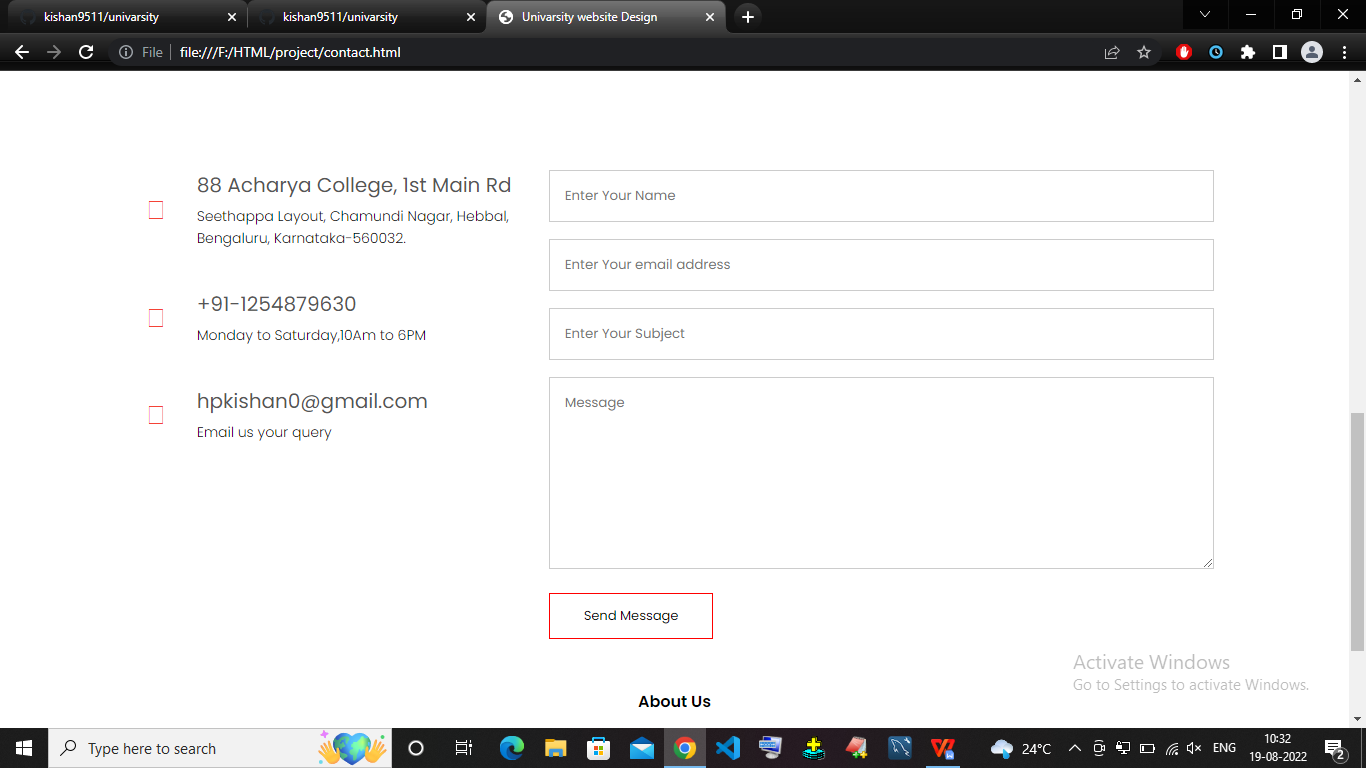 kishan9511/univarsity
kishan9511/univarsity
Univarsity website Design
File
file:///F:/HTML/project/contact.html
88 Acharya College, 1st Main Rd
Seethappa Layout, Chamundi Nagar, Hebbal,
Bengaluru, Karnataka-560032.
+91-1254879630
Monday to Saturday,10Am to 6PM
hpkishan0@gmail.com
Email us your query
Enter Your Name
Enter Your email address
Enter Your Subject
Message
Send Message
About Us
Activate Windows
Go to Settings to activate Windows.
Type here to search
24°C
ENG
10:32
19-08-2022
2